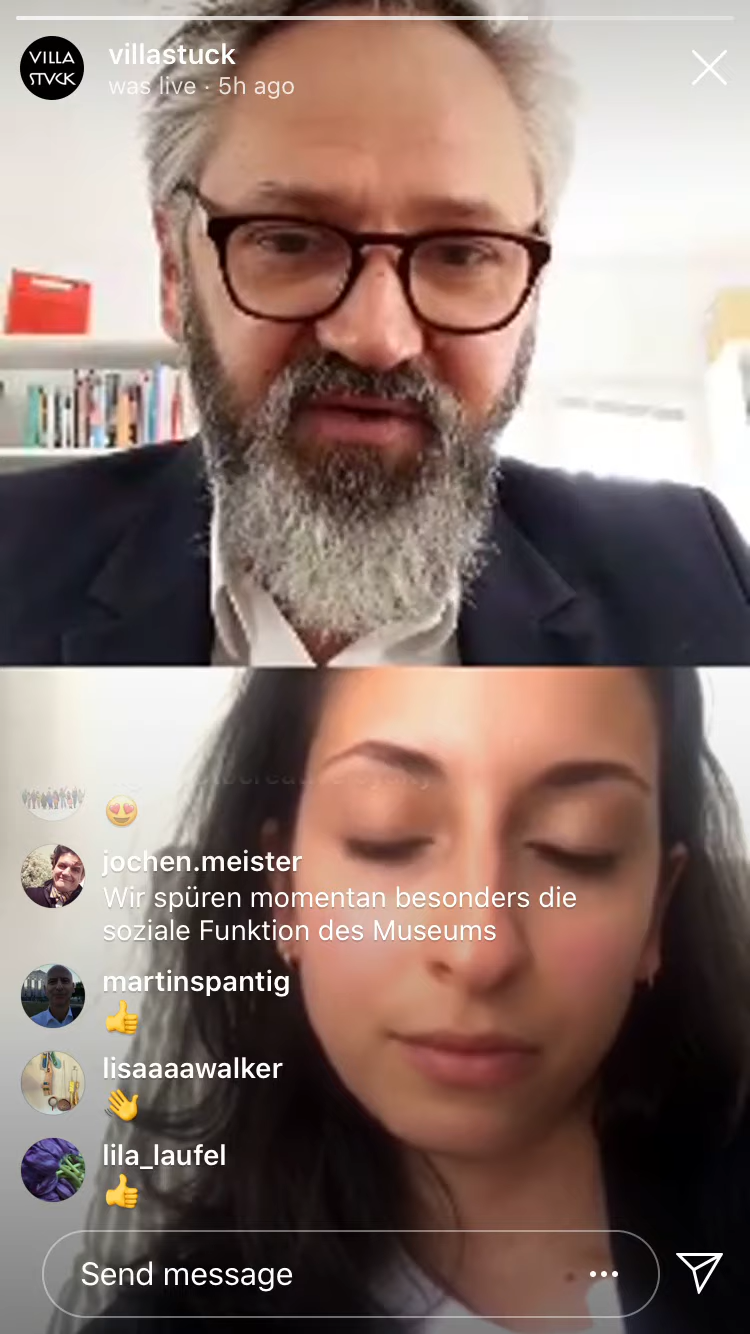 VILLA
STVCK
villastuck
was live · 5h ago
😍
jochen.meister
Wir spüren momentan besonders die
soziale Funktion des Museums
martinspantig
👍
lisaaaawalker
👋
lila_laufel
👍
Send message